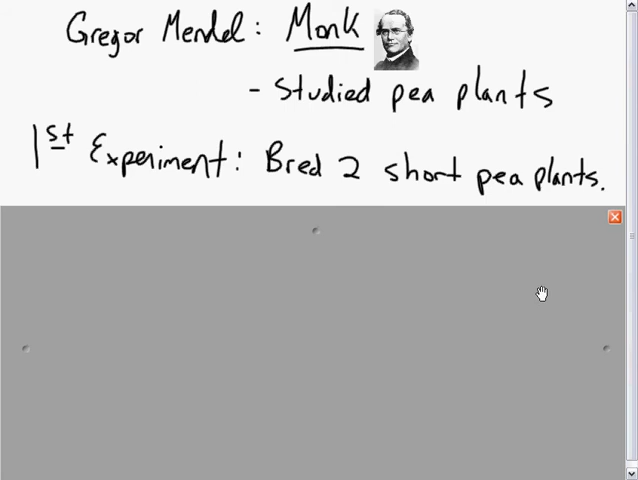 Gregor Mendel: Monk
- Studied pea plants
1st Experiment: Bred 2 short pea plants.